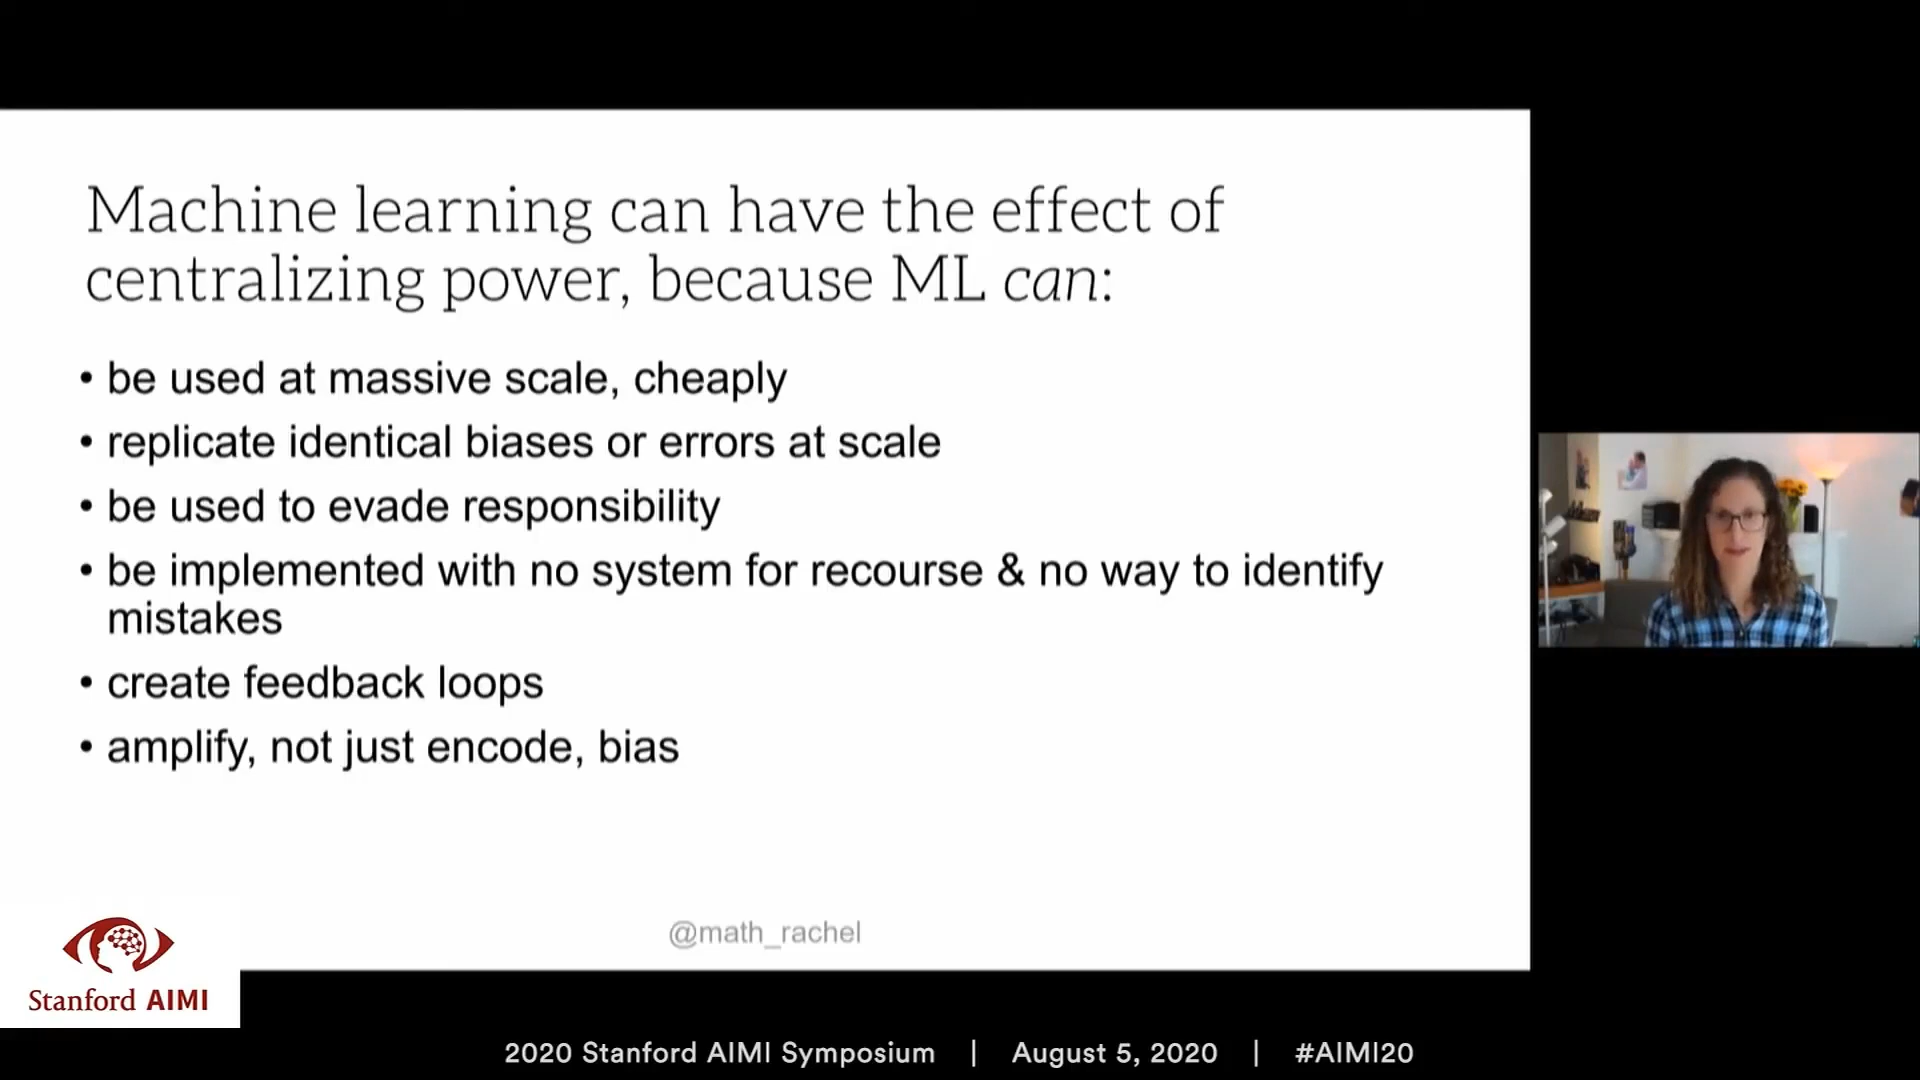 Machine learning can have the effect of
centralizing power, because ML can:
• be used at massive scale, cheaply
• replicate identical biases or errors at scale
• be used to evade responsibility
• be implemented with no system for recourse & no way to identify
mistakes
• create feedback loops
• amplify, not just encode, bias
@math_rachel
Stanford AIMI
2020 Stanford AIMI Symposium | August 5, 2020 | #AIMI20